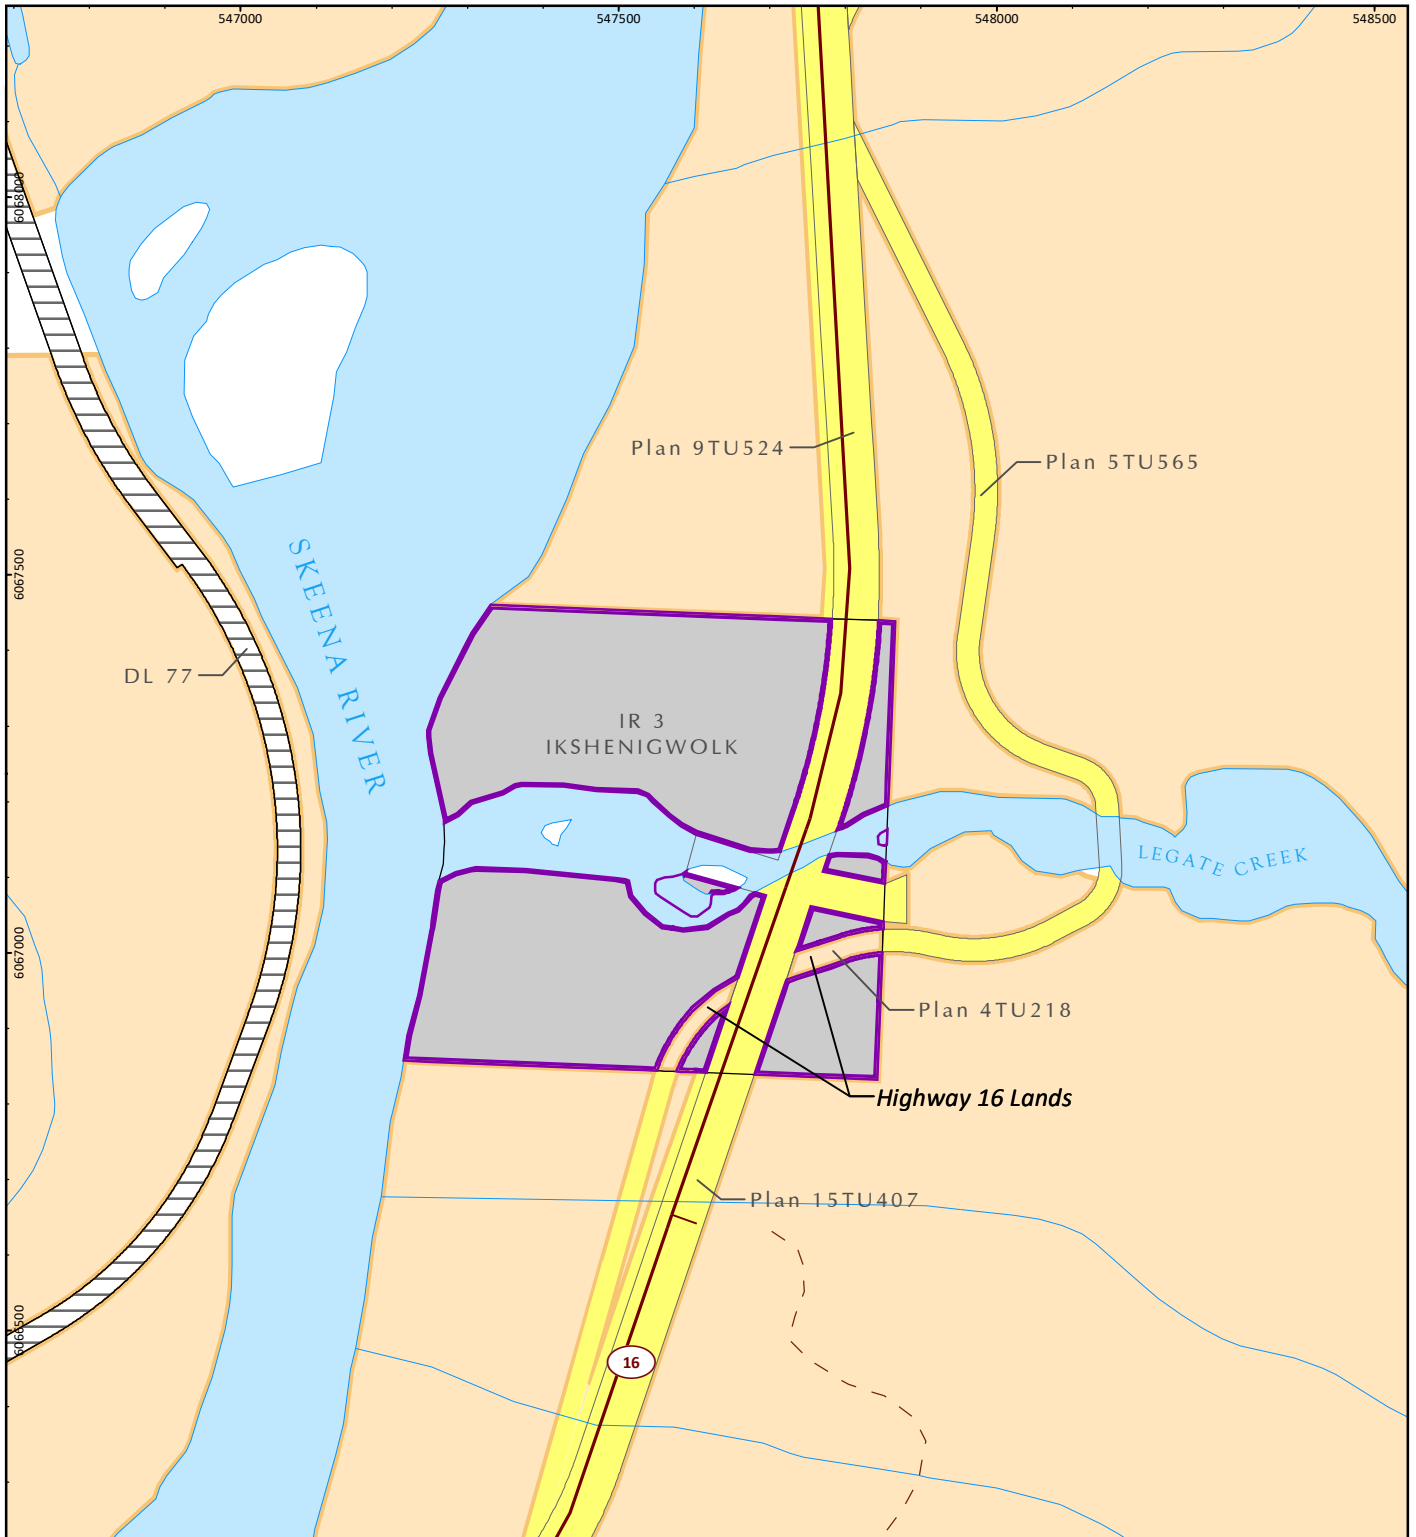 547000
547500
548000
548500
6068000
Plan 9TU524
Plan 5TU565
SKEENA RIVER
6067500
DL 77
IR 3
IKSHENIGWOLK
LEGATE CREEK
6067000
Plan 4TU218
Highway 16 Lands
Plan 15TU407
6066500
16